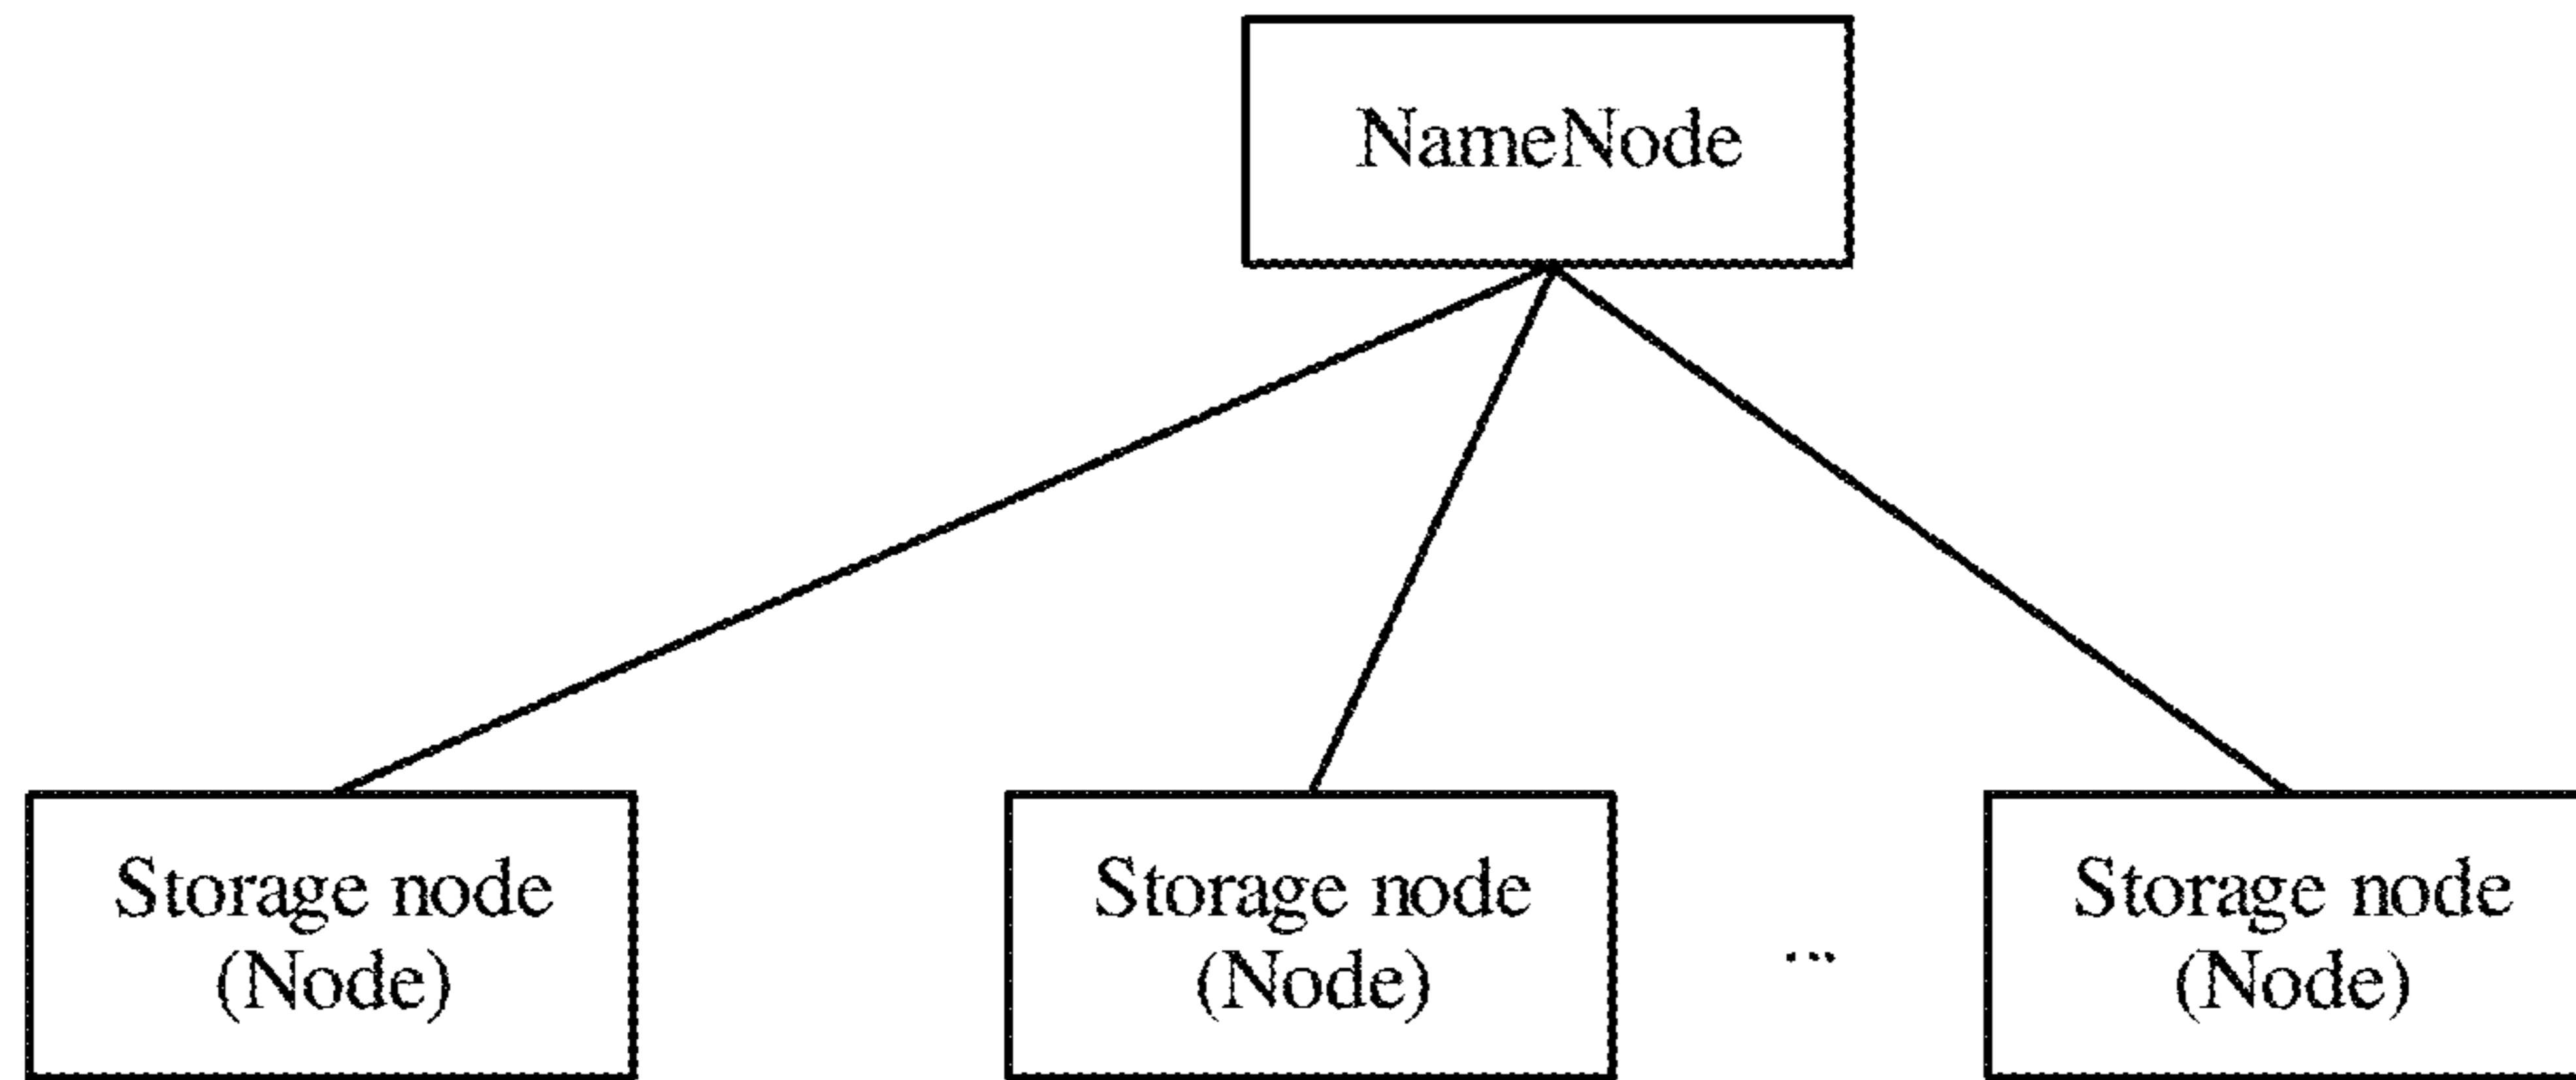 NameNode
Storage node
(Node)
Storage node
(Node)
...
Storage node
(Node)